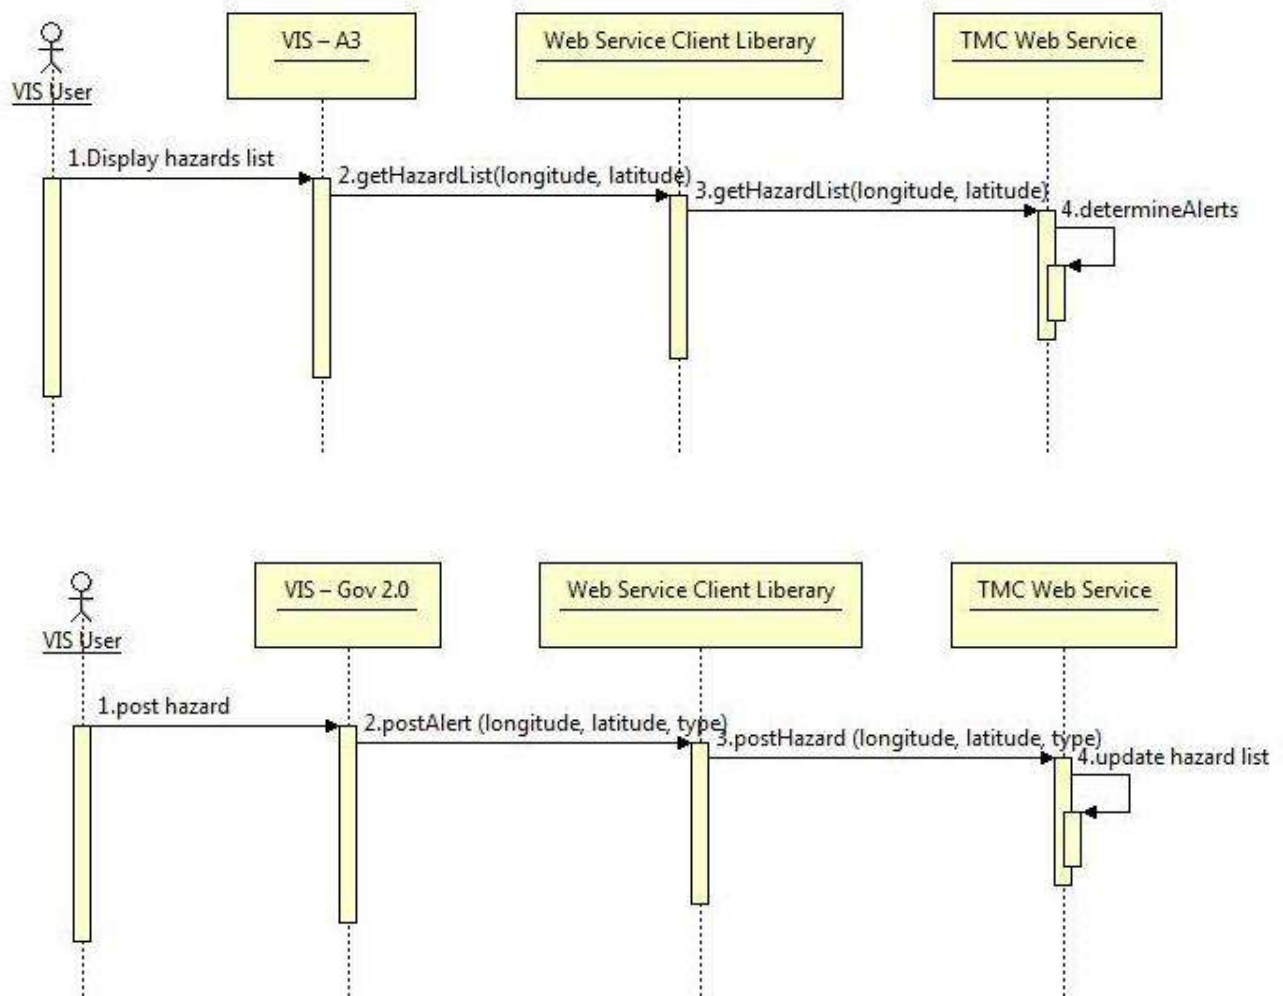 VIS – A3
Web Service Client Liberary
TMC Web Service
VIS User
1.Display hazards list
2.getHazardList(longitude, latitude)
3.getHazardList(longitude, latitude)
4.determineAlerts
VIS – Gov 2.0
Web Service Client Liberary
TMC Web Service
VIS User
1.post hazard
2.postAlert (longitude, latitude, type)
3.postHazard (longitude, latitude, type)
4.update hazard list